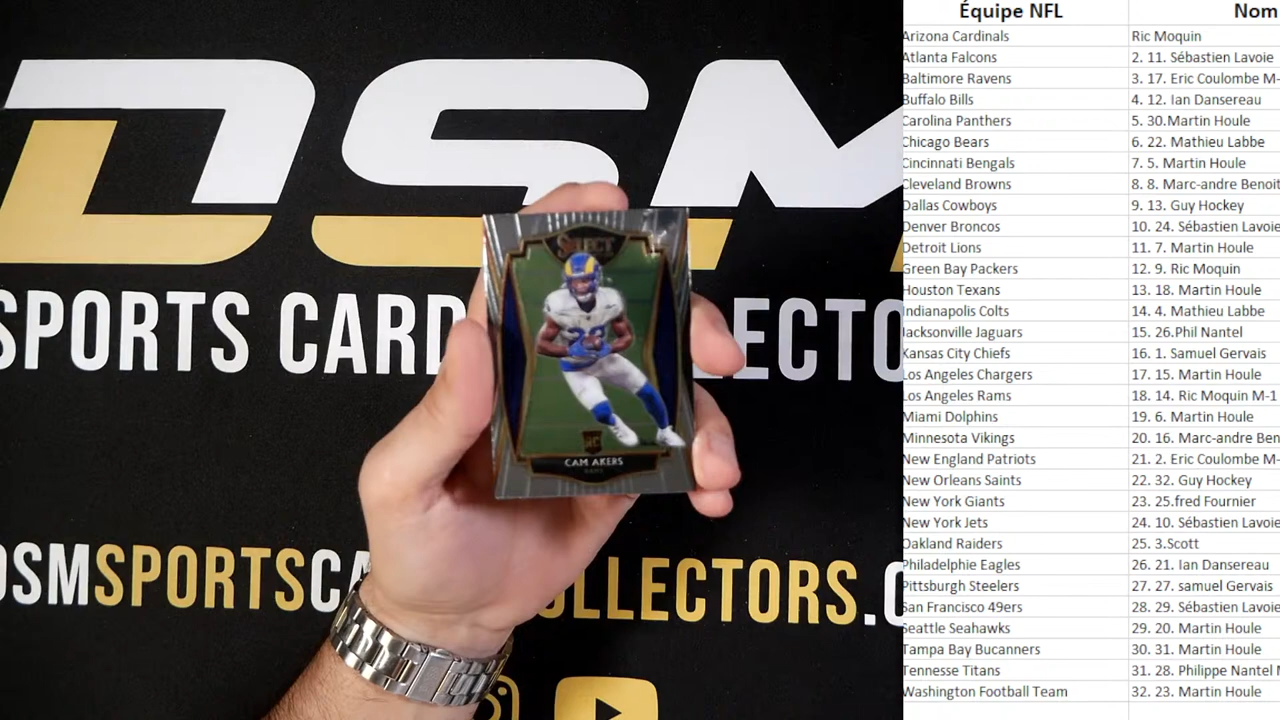 DSM
SPORTS CARD LECTO
DSMSPORTSCA OLLECTORS.
SELECT
RC
CAM AKERS
RAMS
Équipe NFL Nom
Arizona Cardinals Ric Moquin
Atlanta Falcons 2. 11. Sébastien Lavoie
Baltimore Ravens 3. 17. Eric Coulombe M-
Buffalo Bills 4. 12. Ian Dansereau
Carolina Panthers 5. 30.Martin Houle
Chicago Bears 6. 22. Mathieu Labbe
Cincinnati Bengals 7. 5. Martin Houle
Cleveland Browns 8. 8. Marc-andre Benoit
Dallas Cowboys 9. 13. Guy Hockey
Denver Broncos 10. 24. Sébastien Lavoie
Detroit Lions 11. 7. Martin Houle
Green Bay Packers 12. 9. Ric Moquin
Houston Texans 13. 18. Martin Houle
Indianapolis Colts 14. 4. Mathieu Labbe
Jacksonville Jaguars 15. 26.Phil Nantel
Kansas City Chiefs 16. 1. Samuel Gervais
Los Angeles Chargers 17. 15. Martin Houle
Los Angeles Rams 18. 14. Ric Moquin M-1
Miami Dolphins 19. 6. Martin Houle
Minnesota Vikings 20. 16. Marc-andre Ben
New England Patriots 21. 2. Eric Coulombe M-
New Orleans Saints 22. 32. Guy Hockey
New York Giants 23. 25.fred Fournier
New York Jets 24. 10. Sébastien Lavoie
Oakland Raiders 25. 3.Scott
Philadelphie Eagles 26. 21. Ian Dansereau
Pittsburgh Steelers 27. 27. samuel Gervais
San Francisco 49ers 28. 29. Sébastien Lavoie
Seattle Seahawks 29. 20. Martin Houle
Tampa Bay Bucanners 30. 31. Martin Houle
Tennesse Titans 31. 28. Philippe Nantel M
Washington Football Team 32. 23. Martin Houle